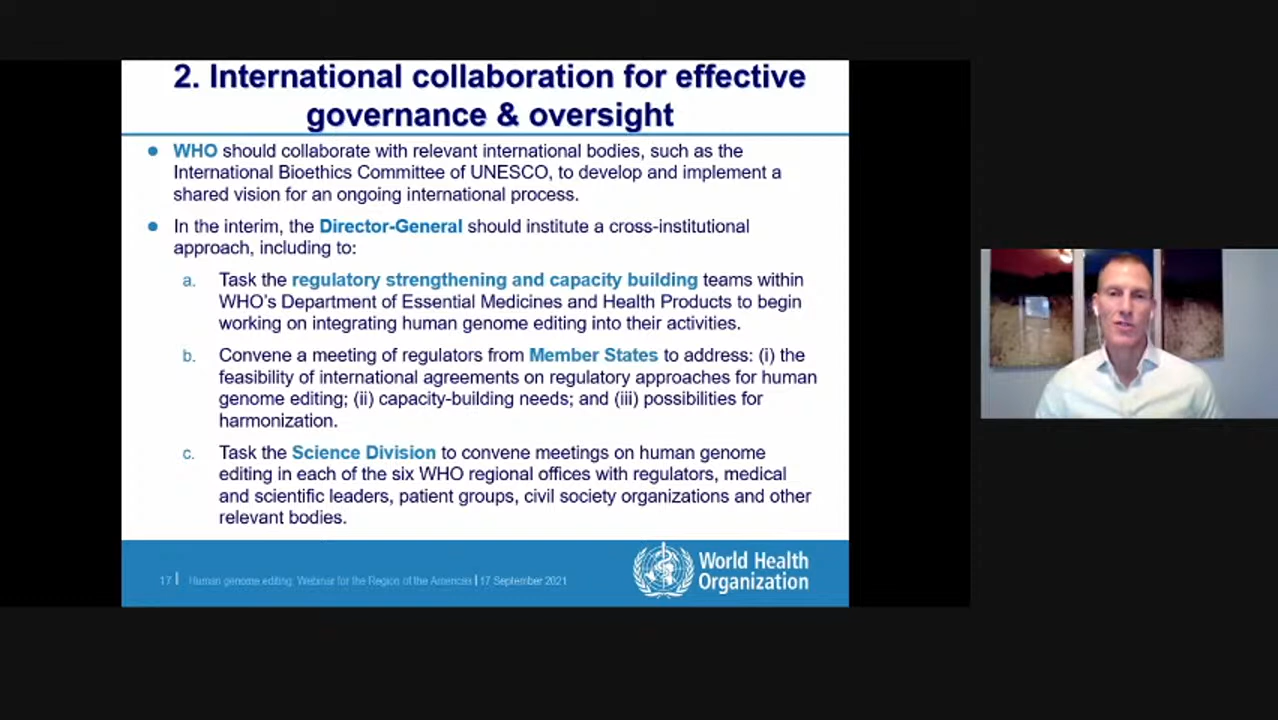 2. International collaboration for effective
governance & oversight
● WHO should collaborate with relevant international bodies, such as the
International Bioethics Committee of UNESCO, to develop and implement a
shared vision for an ongoing international process.
● In the interim, the Director-General should institute a cross-institutional
approach, including to:
a. Task the regulatory strengthening and capacity building teams within
WHO's Department of Essential Medicines and Health Products to begin
working on integrating human genome editing into their activities.
b. Convene a meeting of regulators from Member States to address: (i) the
feasibility of international agreements on regulatory approaches for human
genome editing; (ii) capacity-building needs; and (iii) possibilities for
harmonization.
c. Task the Science Division to convene meetings on human genome
editing in each of the six WHO regional offices with regulators, medical
and scientific leaders, patient groups, civil society organizations and other
relevant bodies.
17 | Human genome editing: Webinar for the Region of the Americas | 17 September 2021
World Health
Organization